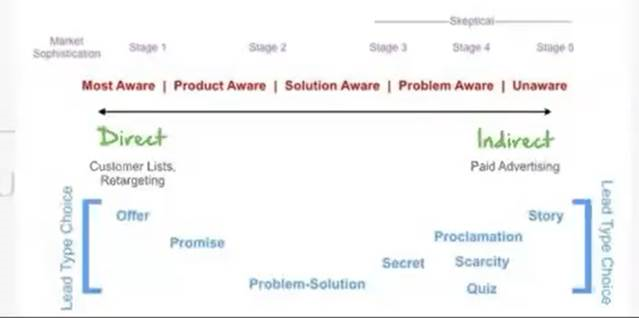 Skeptical
Market
Sophistication
Stage 1
Stage 2
Stage 3
Stage 4
Stage 5
Most Aware | Product Aware | Solution Aware | Problem Aware | Unaware
Direct
Indirect
Customer Lists,
Retargeting
Paid Advertising
Lead Type Choice
Offer
Promise
Problem-Solution
Secret
Proclamation
Scarcity
Quiz
Story
Lead Type Choice